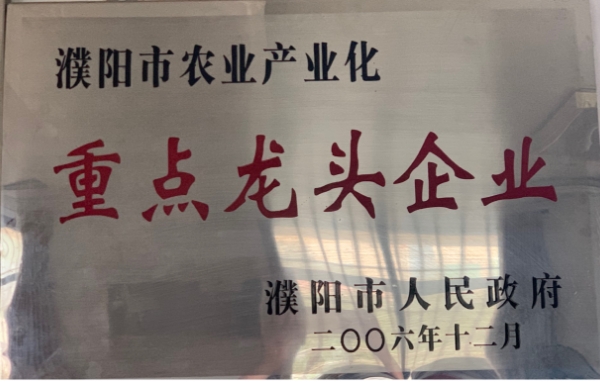 濮阳市农业产业化
重点龙头企业
濮阳市人民政府
二〇〇六年十二月